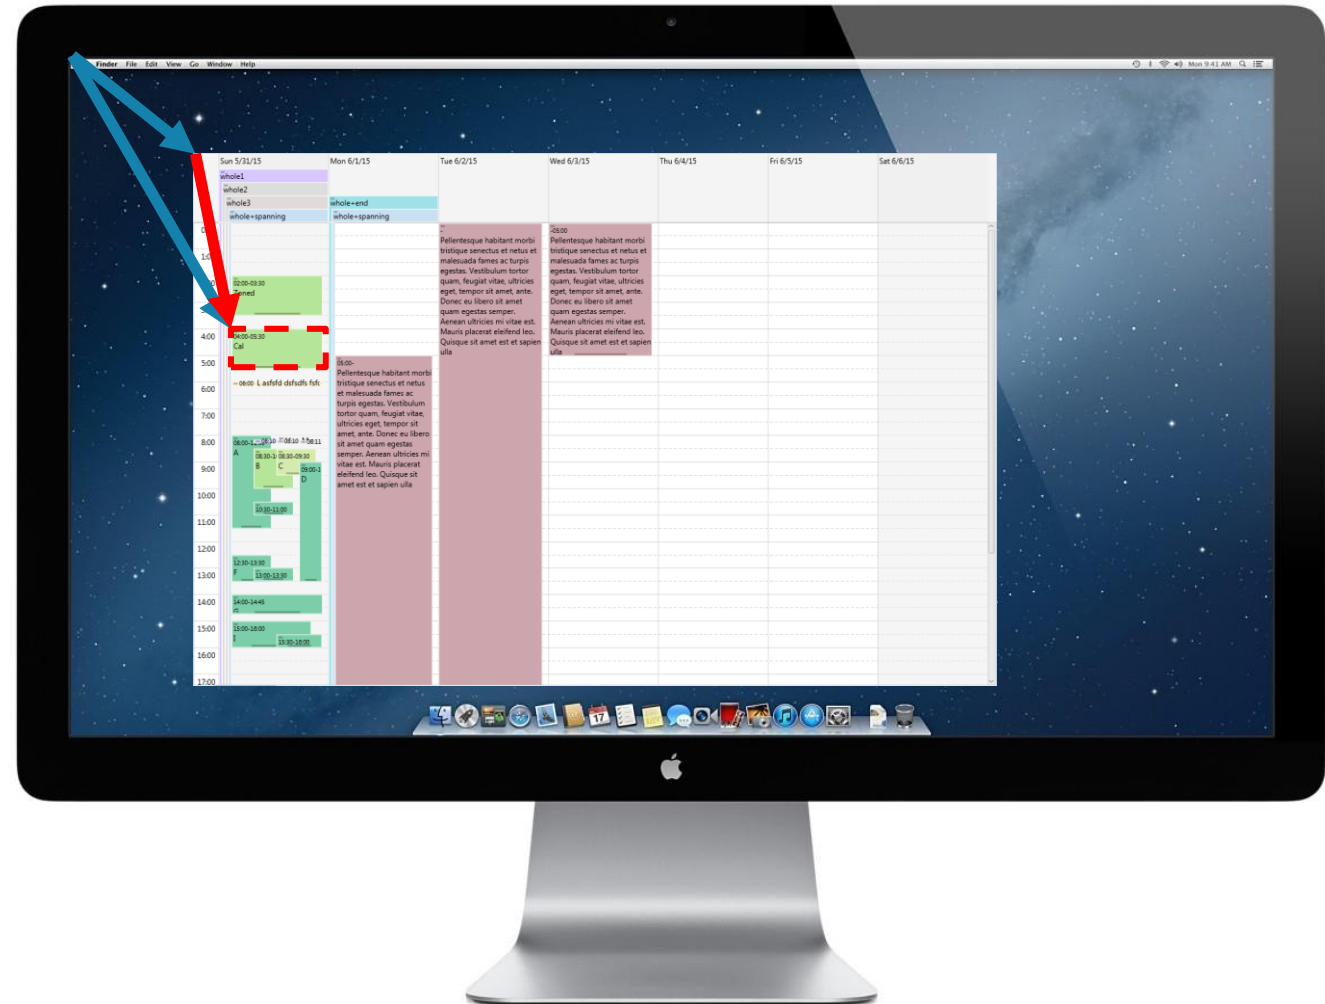 Finder File Edit View Go Window Help
Mon 9:41 AM
Sun 5/31/15 Mon 6/1/15 Tue 6/2/15 Wed 6/3/15 Thu 6/4/15 Fri 6/5/15 Sat 6/6/15
whole1
whole2
whole3 whole+end
whole+spanning whole+spanning
02:00-03:30
Zoned
04:00-05:30
Cal
06:00 L asfsfd dsfsdfs fsfc
08:10
08:10
08:11
A
08:30-09:30
B
C
09:00-1
D
10:30-11:00
12:30-13:30
F
13:00-13:30
14:00-14:45
15:00-16:00
I
15:30-16:00
05:00-
Pellentesque habitant morbi
tristique senectus et netus
et malesuada fames ac
turpis egestas. Vestibulum
tortor quam, feugiat vitae,
ultricies eget, tempor sit
amet, ante. Donec eu libero
sit amet quam egestas
semper. Aenean ultricies mi
vitae est. Mauris placerat
eleifend leo. Quisque sit
amet est et sapien ulla
-
Pellentesque habitant morbi
tristique senectus et netus et
malesuada fames ac turpis
egestas. Vestibulum tortor
quam, feugiat vitae, ultricies
eget, tempor sit amet, ante.
Donec eu libero sit amet
quam egestas semper.
Aenean ultricies mi vitae est.
Mauris placerat eleifend leo.
Quisque sit amet est et sapien
ulla
-05:00
Pellentesque habitant morbi
tristique senectus et netus et
malesuada fames ac turpis
egestas. Vestibulum tortor
quam, feugiat vitae, ultricies
eget, tempor sit amet, ante.
Donec eu libero sit amet
quam egestas semper.
Aenean ultricies mi vitae est.
Mauris placerat eleifend leo.
Quisque sit amet est et sapien
ulla
4:00
5:00
6:00
7:00
8:00
9:00
10:00
11:00
12:00
13:00
14:00
15:00
16:00
17:00
17